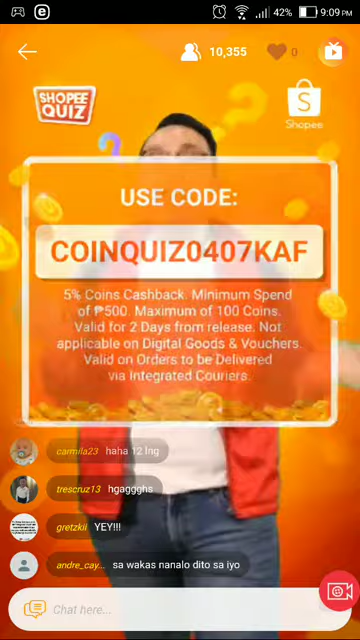 42% 9:09 PM
10,355 0
SHOPEE
QUIZ
Shopee
USE CODE:
COINQUIZ0407KAF
5% Coins Cashback. Minimum Spend
of ₱500. Maximum of 100 Coins.
Valid for 2 Days from release. Not
applicable on Digital Goods & Vouchers.
Valid on Orders to be Delivered
via Integrated Couriers.
carmila23 haha 12 lng
trescruz13 hgaggghs
gretzkil YEY!!!
andre_cay... sa wakas nanalo dito sa iyo
Chat here...